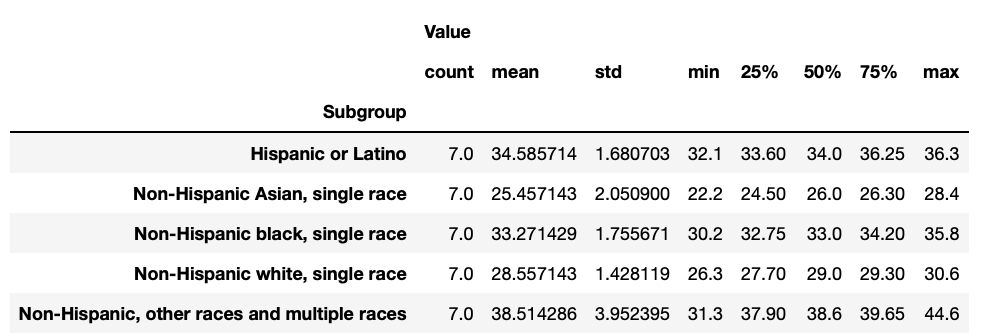 Value
count mean std min 25% 50% 75% max
Subgroup
Hispanic or Latino 7.0 34.585714 1.680703 32.1 33.60 34.0 36.25 36.3
Non-Hispanic Asian, single race 7.0 25.457143 2.050900 22.2 24.50 26.0 26.30 28.4
Non-Hispanic black, single race 7.0 33.271429 1.755671 30.2 32.75 33.0 34.20 35.8
Non-Hispanic white, single race 7.0 28.557143 1.428119 26.3 27.70 29.0 29.30 30.6
Non-Hispanic, other races and multiple races 7.0 38.514286 3.952395 31.3 37.90 38.6 39.65 44.6